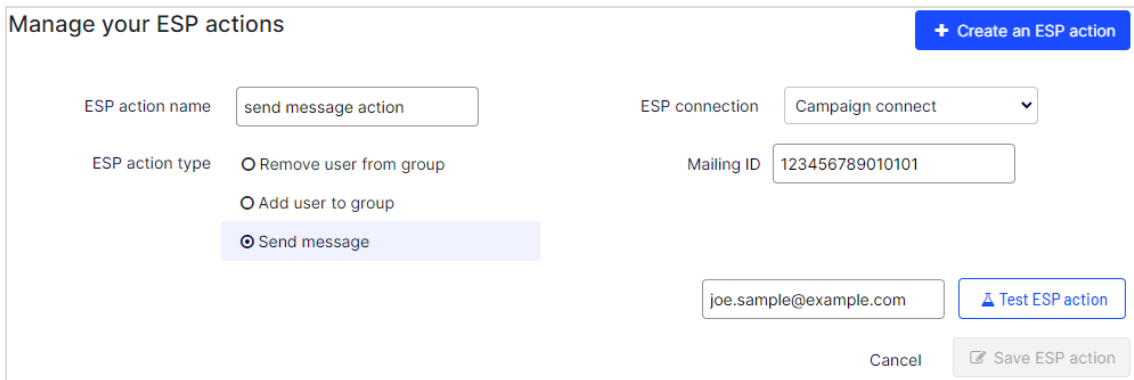 Manage your ESP actions
Create an ESP action
ESP action name
send message action
ESP connection
Campaign connect
ESP action type
Remove user from group
Mailing ID
123456789010101
Add user to group
Send message
joe.sample@example.com
Test ESP action
Cancel
Save ESP action